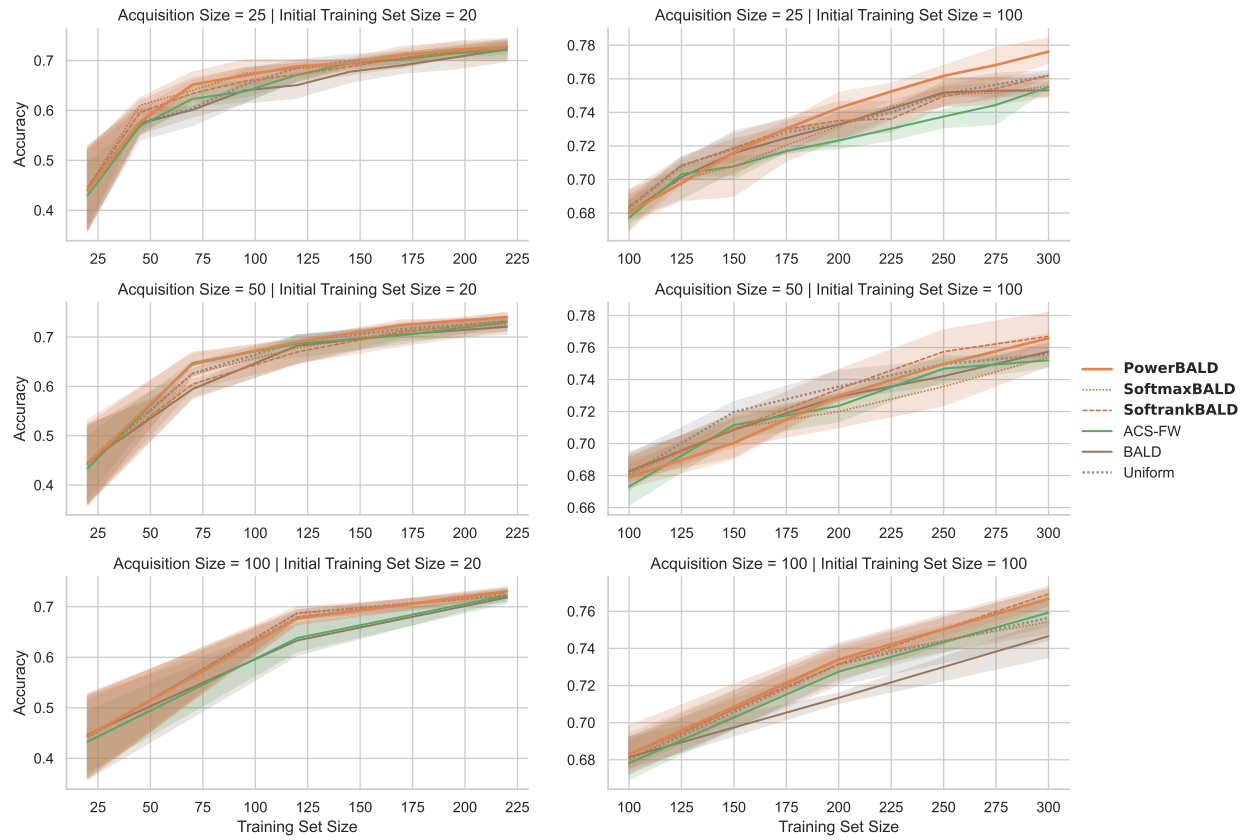 Acquisition Size = 25 | Initial Training Set Size = 20
Acquisition Size = 25 | Initial Training Set Size = 100
Accuracy
0.7
0.6
0.5
0.4
25 50 75 100 125 150 175 200 225
0.78
0.76
0.74
0.72
0.70
0.68
100 125 150 175 200 225 250 275 300
Acquisition Size = 50 | Initial Training Set Size = 20
Acquisition Size = 50 | Initial Training Set Size = 100
Accuracy
0.7
0.6
0.5
0.4
25 50 75 100 125 150 175 200 225
0.78
0.76
0.74
0.72
0.70
0.68
0.66
100 125 150 175 200 225 250 275 300
PowerBALD
SoftmaxBALD
SoftrankBALD
ACS-FW
BALD
Uniform
Acquisition Size = 100 | Initial Training Set Size = 20
Acquisition Size = 100 | Initial Training Set Size = 100
Accuracy
0.7
0.6
0.5
0.4
25 50 75 100 125 150 175 200 225
Training Set Size
0.76
0.74
0.72
0.70
0.68
100 125 150 175 200 225 250 275 300
Training Set Size